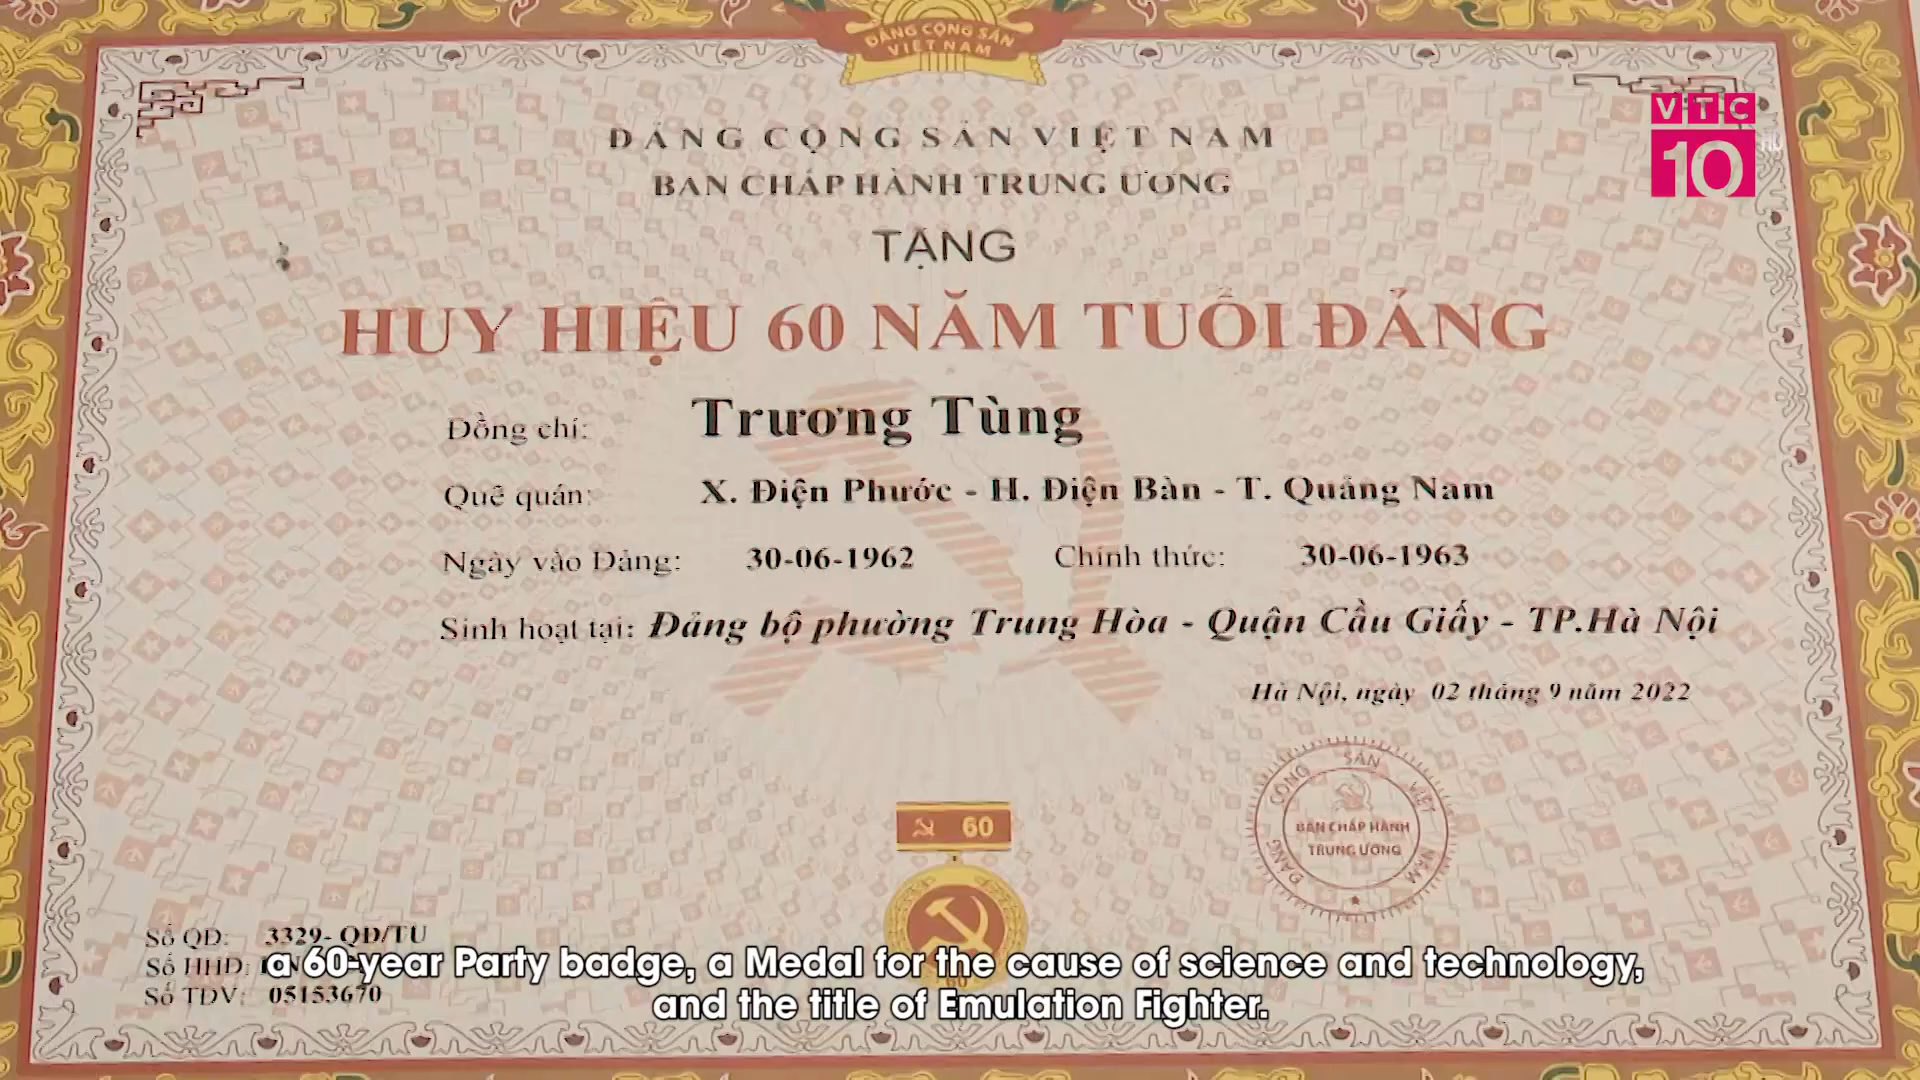 ĐẢNG CỘNG SẢN
VIỆT NAM
VTC
10
ĐẢNG CỘNG SẢN VIỆT NAM
BAN CHẤP HÀNH TRUNG ƯƠNG
TẶNG
HUY HIỆU 60 NĂM TUỔI ĐẢNG
Đồng chí: Trương Tùng
Quê quán: X. Điện Phước - H. Điện Bàn - T. Quảng Nam
Ngày vào Đảng: 30-06-1962 Chính thức: 30-06-1963
Sinh hoạt tại: Đảng bộ phường Trung Hòa - Quận Cầu Giấy - TP.Hà Nội
Hà Nội, ngày 02 tháng 9 năm 2022
ĐẢNG CỘNG SẢN VIỆT NAM
BAN CHẤP HÀNH
TRUNG ƯƠNG
60
Số QĐ: 3329- QĐ/TU
Số HHĐ:
Số TĐV: 05153670
a 60-year Party badge, a Medal for the cause of science and technology,
and the title of Emulation Fighter.